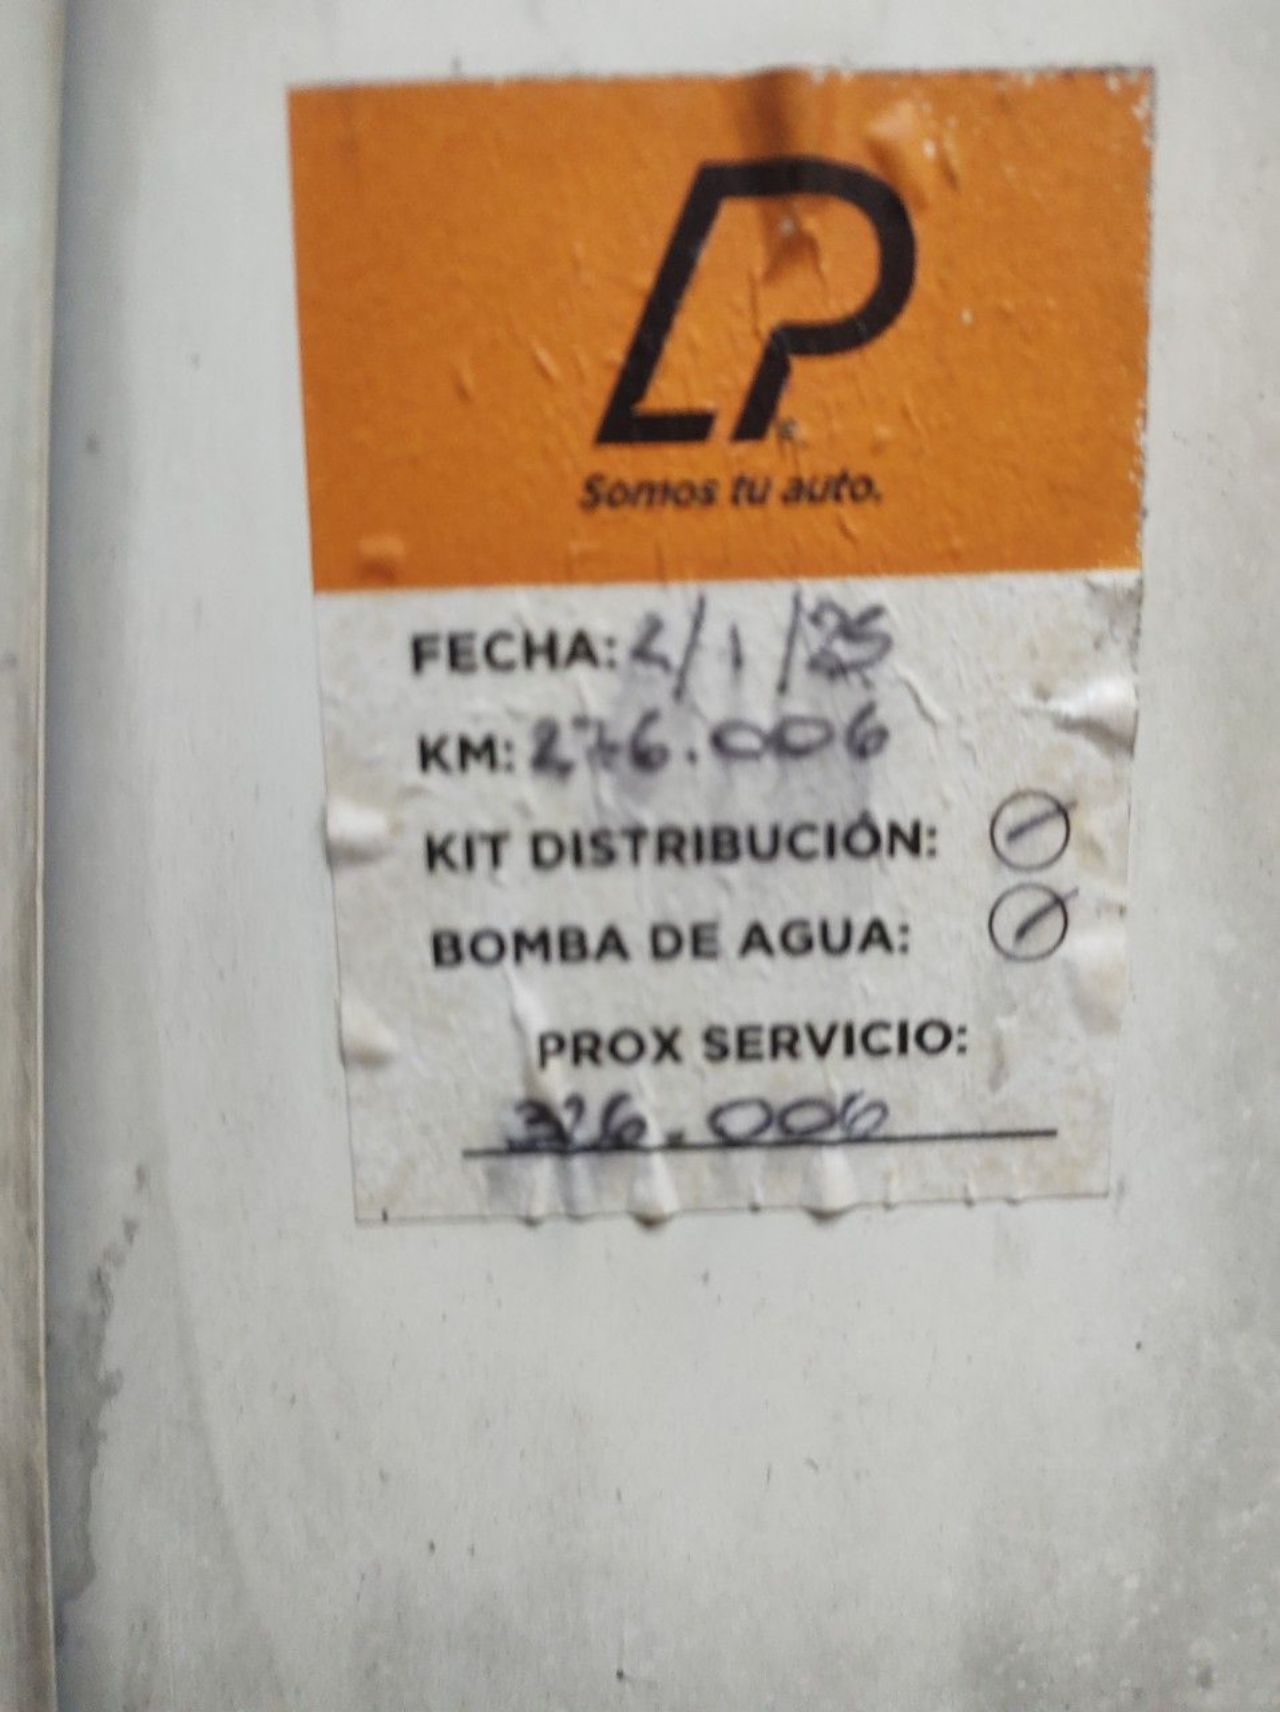 LP
Somos tu auto.
FECHA: 2/1/25
KM: 276.006
KIT DISTRIBUCIÓN:
BOMBA DE AGUA:
PROX SERVICIO:
326.006